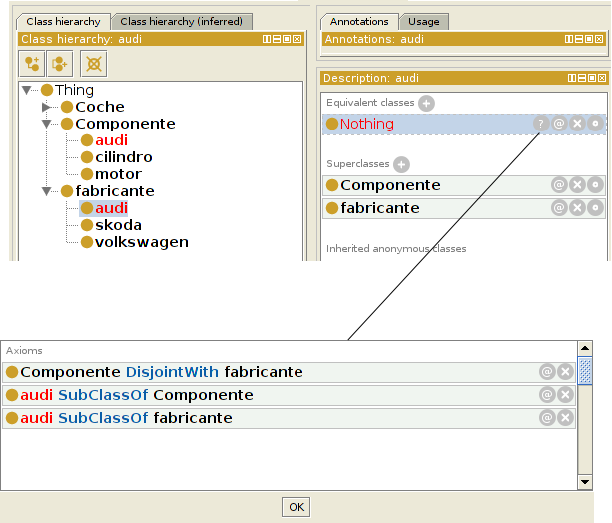 Class hierarchy
Class hierarchy (inferred)
Class hierarchy: audi
Thing
Coche
Componente
audi
cilindro
motor
fabricante
audi
skoda
volkswagen
Annotations
Usage
Annotations: audi
Description: audi
Equivalent classes +
Nothing ? @
Superclasses +
Componente @
fabricante @
Inherited anonymous classes
Axioms
Componente DisjointWith fabricante @
audi SubClassOf Componente @
audi SubClassOf fabricante @
OK